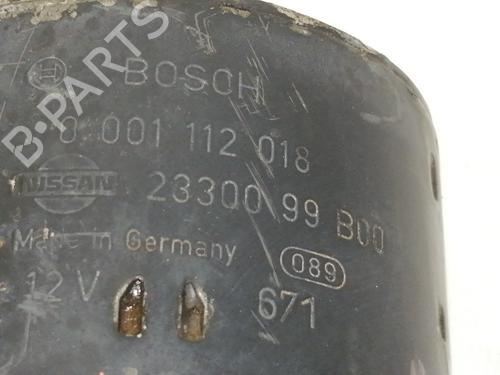 BOSCH
0 001 112 018
NISSAN 23300 99 B00
Made in Germany
089
12 V
671
B-PARTS